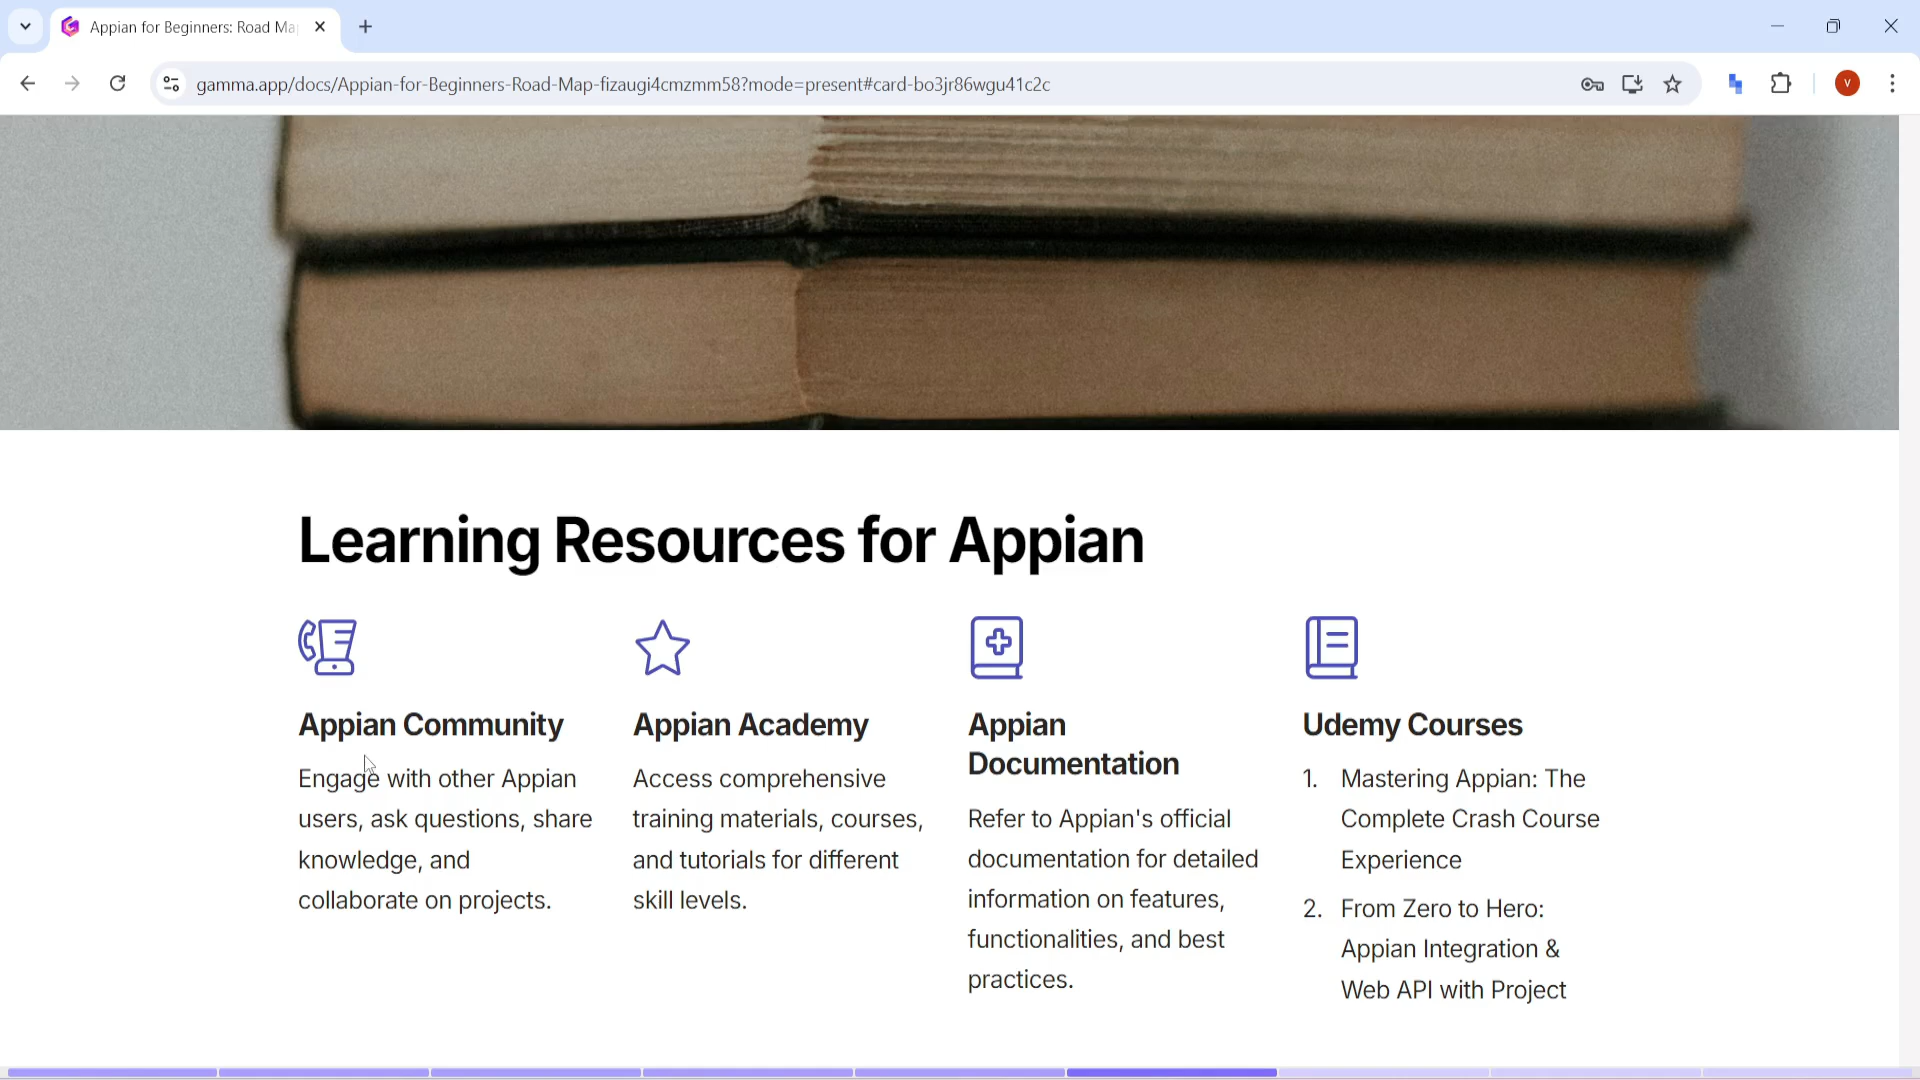 Appian for Beginners: Road Ma
gamma.app/docs/Appian-for-Beginners-Road-Map-fizaugi4cmzmm58?mode=present#card-bo3jr86wgu41c2c
V
Learning Resources for Appian
Appian Community
Engage with other Appian
users, ask questions, share
knowledge, and
collaborate on projects.
Appian Academy
Access comprehensive
training materials, courses,
and tutorials for different
skill levels.
Appian
Documentation
Refer to Appian's official
documentation for detailed
information on features,
functionalities, and best
practices.
Udemy Courses
1. Mastering Appian: The
Complete Crash Course
Experience
2. From Zero to Hero:
Appian Integration &
Web API with Project